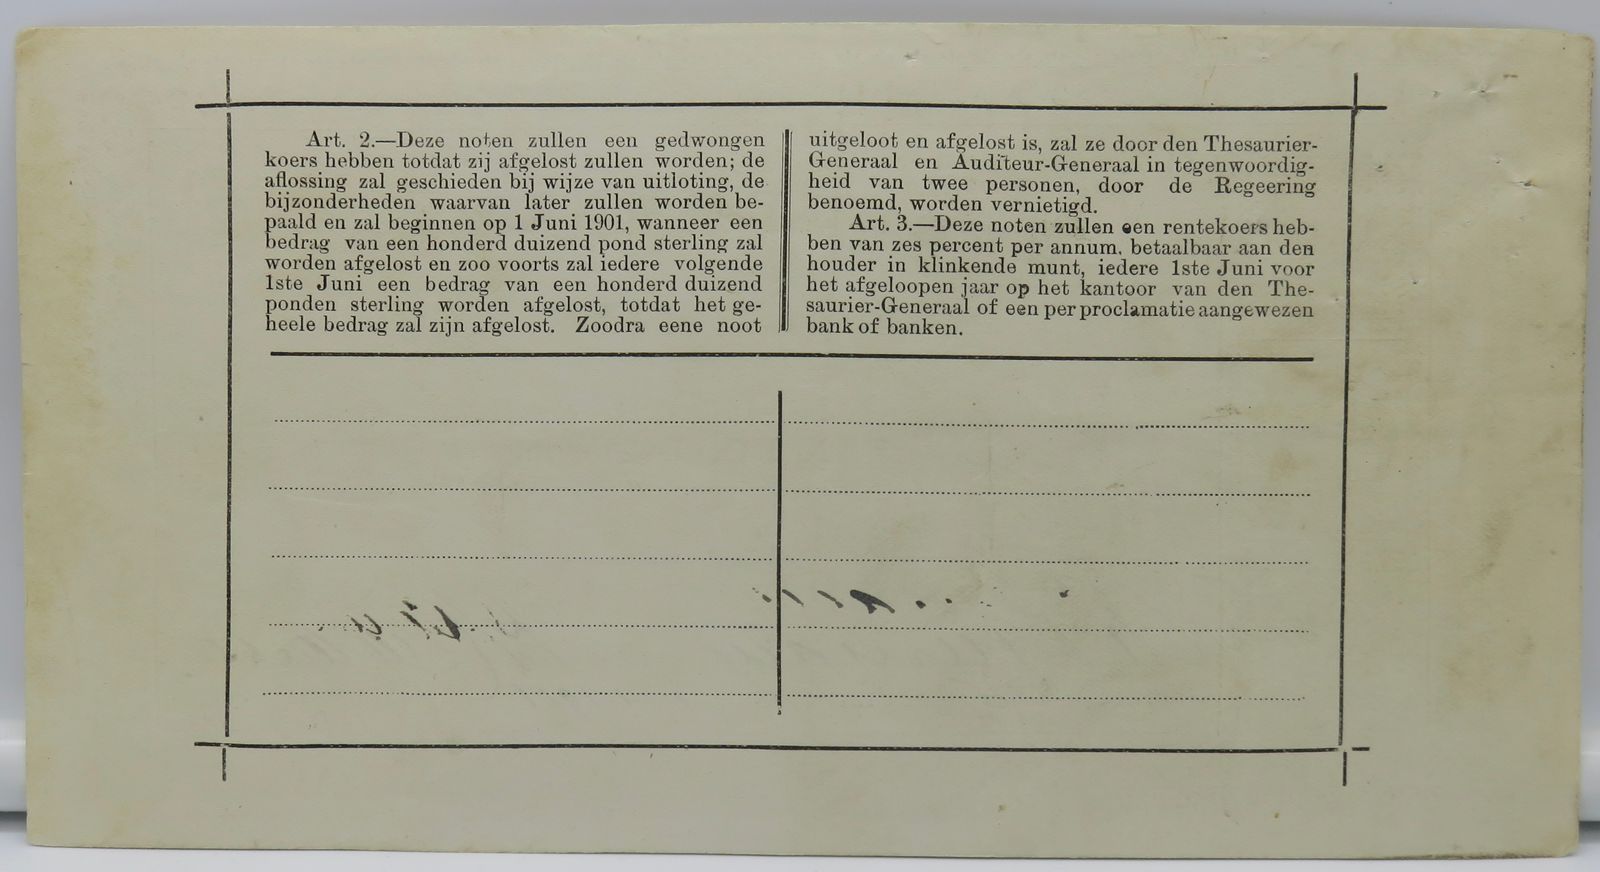 Art. 2.—Deze noten zullen een gedwongen
koers hebben totdat zij afgelost zullen worden; de
aflossing zal geschieden bij wijze van uitloting, de
bijzonderheden waarvan later zullen worden be-
paald en zal beginnen op 1 Juni 1901, wanneer een
bedrag van een honderd duizend pond sterling zal
worden afgelost en zoo voorts zal iedere volgende
1ste Juni een bedrag van een honderd duizend
ponden sterling worden afgelost, totdat het ge-
heele bedrag zal zijn afgelost. Zoodra eene noot
uitgeloot en afgelost is, zal ze door den Thesaurier-
Generaal en Auditeur-Generaal in tegenwoordig-
heid van twee personen, door de Regeering
benoemd, worden vernietigd.
Art. 3.—Deze noten zullen een rentekoers heb-
ben van zes percent per annum, betaalbaar aan den
houder in klinkende munt, iedere 1ste Juni voor
het afgeloopen jaar op het kantoor van den The-
saurier-Generaal of een per proclamatie aangewezen
bank of banken.